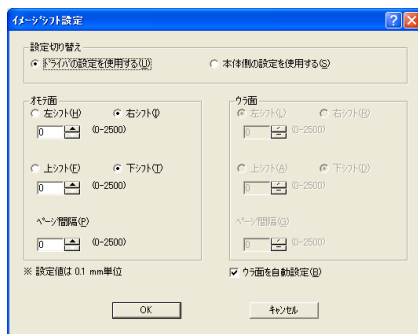 ｲﾒｰｼﾞｼﾌﾄ設定
設定切り替え
ﾄﾞﾗｲﾊﾞの設定を使用する(U)
本体側の設定を使用する(S)
オモテ面
左ｼﾌﾄ(H) 右ｼﾌﾄ(I)
0 (0-2500)
上ｼﾌﾄ(E) 下ｼﾌﾄ(T)
0 (0-2500)
ﾍﾟｰｼﾞ間隔(P)
0 (0-2500)
ウラ面
左ｼﾌﾄ(L) 右ｼﾌﾄ(R)
0 (0-2500)
上ｼﾌﾄ(A) 下ｼﾌﾄ(D)
0 (0-2500)
ﾍﾟｰｼﾞ間隔(G)
0 (0-2500)
※ 設定値は 0.1 mm単位
ウラ面を自動設定(B)
OK ｷｬﾝｾﾙ